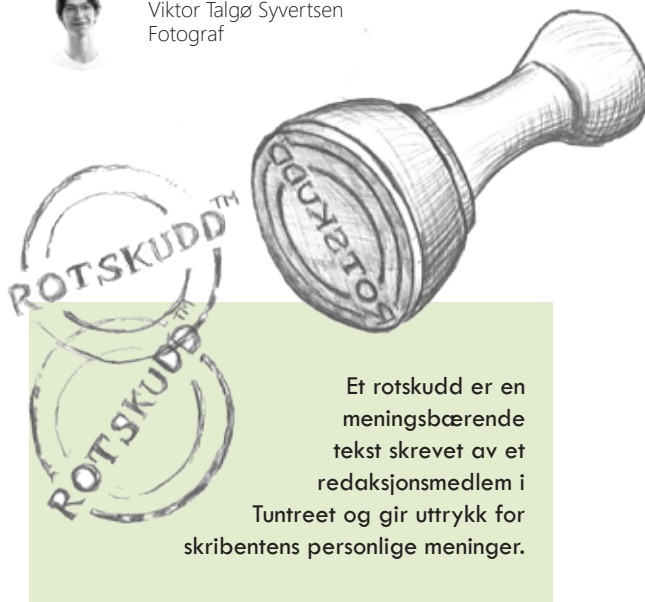 Viktor Talgø Syvertsen
Fotograf
ROTSKUDD™
ROTSKUDD
ROTSKUDD™
Et rotskudd er en
meningsbærende
tekst skrevet av et
redaksjonsmedlem i
Tuntreet og gir uttrykk for
skribentens personlige meninger.